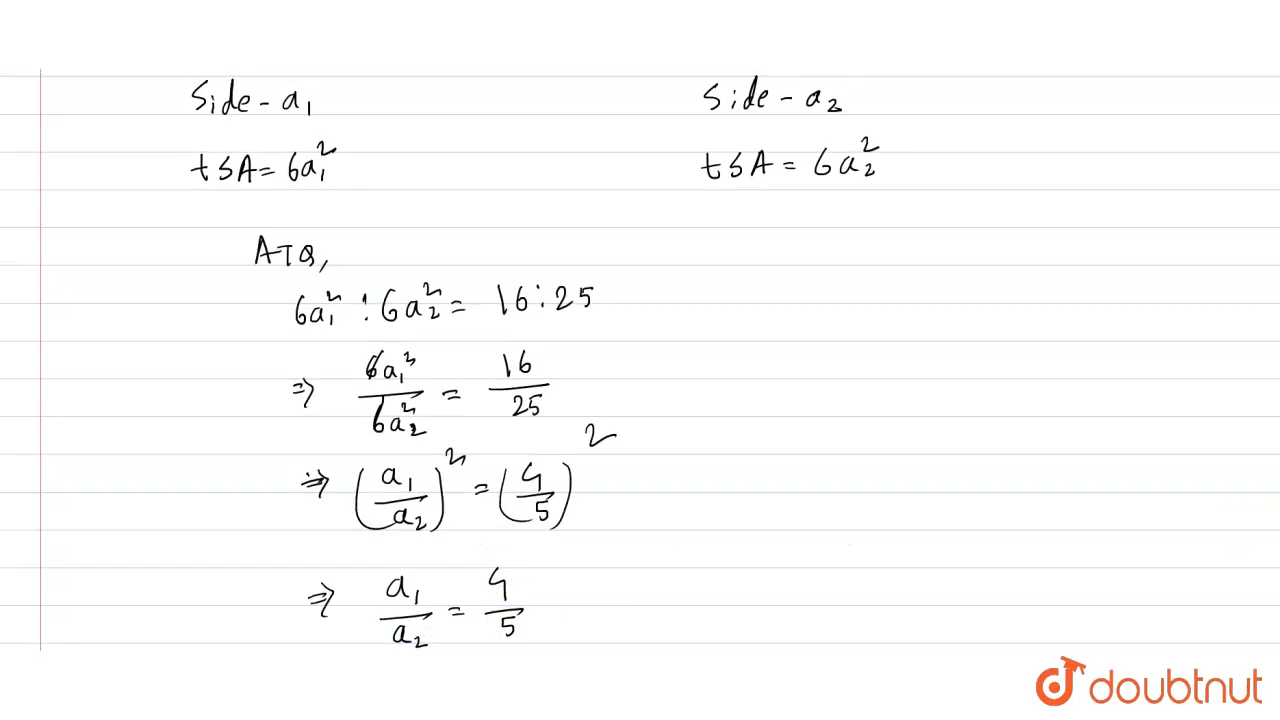 Side - a₁
Side - a₂
tSA = 6a₁²
tSA = 6a₂²
ATQ,
6a₁² : 6a₂² = 16 : 25
⇒ 6a₁²/6a₂² = 16/25
⇒ (a₁/a₂)² = (4/5)²
⇒ a₁/a₂ = 4/5
doubtnut